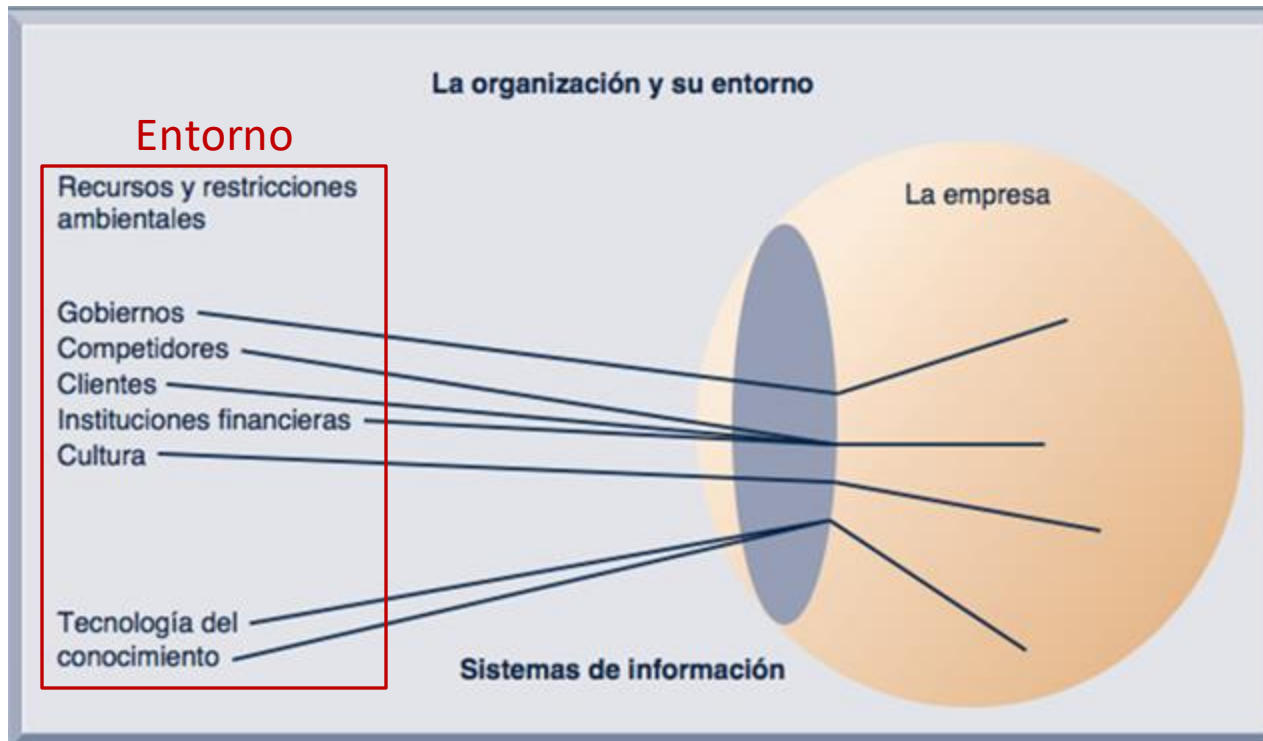 La organización y su entorno
Entorno
Recursos y restricciones
ambientales
La empresa
Gobiernos
Competidores
Clientes
Instituciones financieras
Cultura
Tecnología del
conocimiento
Sistemas de información